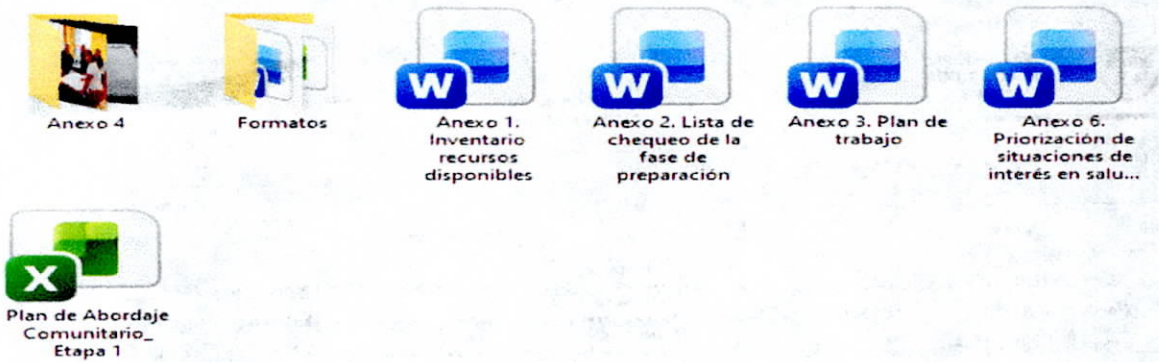 Anexo 4
Formatos
W
Anexo 1.
Inventario
recursos
disponibles
W
Anexo 2. Lista de
chequeo de la
fase de
preparación
W
Anexo 3. Plan de
trabajo
W
Anexo 6.
Priorización de
situaciones de
interés en salu...
X
Plan de Abordaje
Comunitario_
Etapa 1